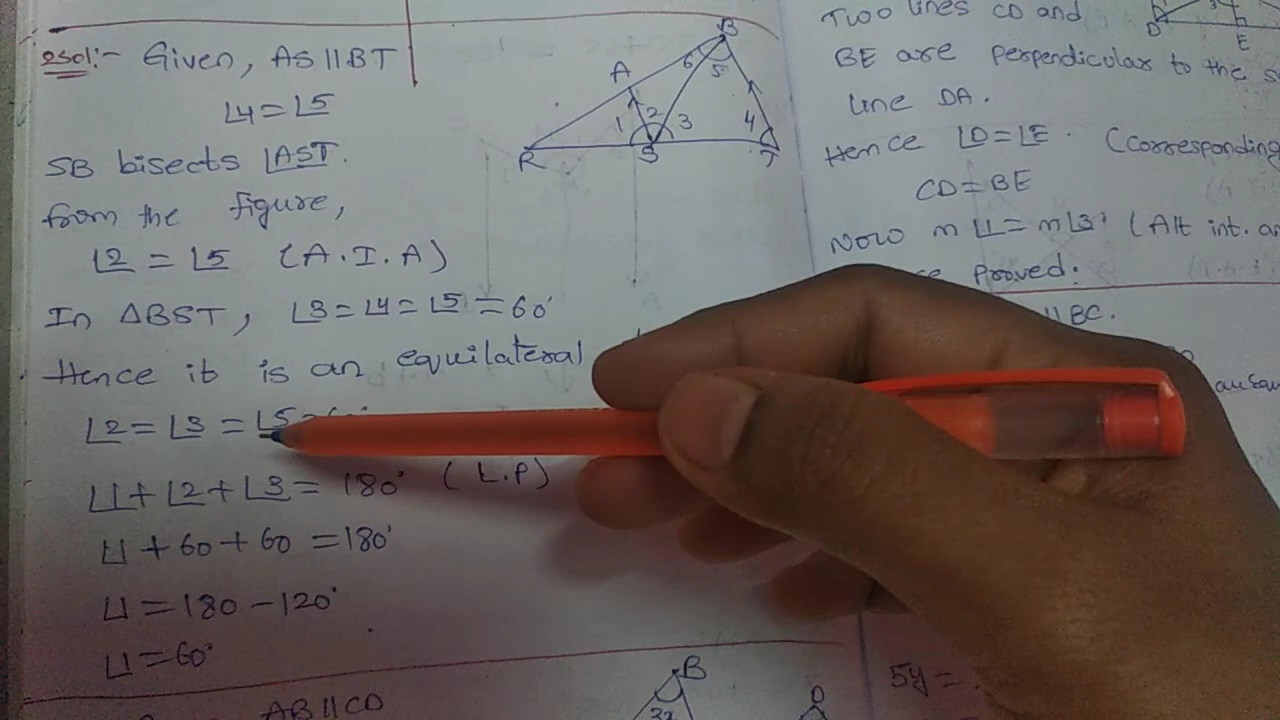 2sol:- Given, AS || BT
∠4 = ∠5
SB bisects ∠AST.
from the figure,
∠2 = ∠5 (A.I.A)
In ΔBST, ∠3 = ∠4 = ∠5 = 60°
Hence it is an equilateral
∠2 = ∠3 = ∠5
∠1 + ∠2 + ∠3 = 180° (L.P)
∠1 + 60 + 60 = 180°
∠1 = 180 - 120°
∠1 = 60°
AB || CD
B
A
6 5
1 2 3 4
R S T
B
D
Two lines CD and
D E
BE are perpendicular to the
line DA.
Hence ∠D = ∠E. (Corresponding
CD = BE
Now m∠1 = m∠3. (Alt int.
Proved.
|| BC.
5y =